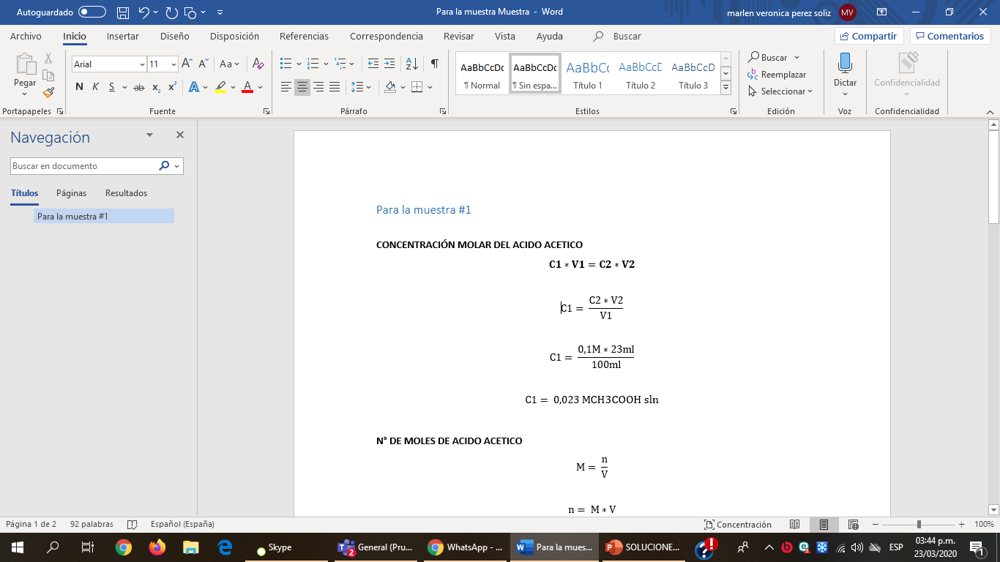 Autoguardado
Para la muestra Muestra - Word
marlen veronica perez soliz MV
Archivo Inicio Insertar Diseño Disposición Referencias Correspondencia Revisar Vista Ayuda Buscar
Compartir Comentarios
Pegar
Arial 11
N K S ab x₂ x²
AaBbCcDc AaBbCcDc AaBbCc AaBbCcD AaBbCcD
¶ Normal ¶ Sin espa... Título 1 Título 2 Título 3
Buscar
Reemplazar
Seleccionar
Dictar
Confidencialidad
Portapapeles Fuente Párrafo Estilos Edición Voz Confidencialidad
Navegación
Buscar en documento
Títulos Páginas Resultados
Para la muestra #1
Para la muestra #1
CONCENTRACIÓN MOLAR DEL ACIDO ACETICO
C1 ∗ V1 = C2 ∗ V2
C1 = C2 ∗ V2 / V1
C1 = 0,1M ∗ 23ml / 100ml
C1 = 0,023 MCH3COOH sln
N° DE MOLES DE ACIDO ACETICO
M = n / V
n = M ∗ V
Página 1 de 2 92 palabras Español (España)
Concentración 100%
Skype General (Pru... WhatsApp - ... Para la mues... SOLUCIONE...
ESP
03:44 p.m.
23/03/2020